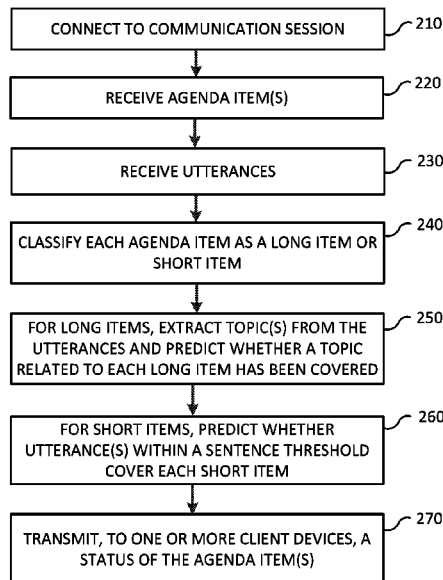 CONNECT TO COMMUNICATION SESSION
210
RECEIVE AGENDA ITEM(S)
220
RECEIVE UTTERANCES
230
CLASSIFY EACH AGENDA ITEM AS A LONG ITEM OR
SHORT ITEM
240
FOR LONG ITEMS, EXTRACT TOPIC(S) FROM THE
UTTERANCES AND PREDICT WHETHER A TOPIC
RELATED TO EACH LONG ITEM HAS BEEN COVERED
250
FOR SHORT ITEMS, PREDICT WHETHER
UTTERANCE(S) WITHIN A SENTENCE THRESHOLD
COVER EACH SHORT ITEM
260
TRANSMIT, TO ONE OR MORE CLIENT DEVICES, A
STATUS OF THE AGENDA ITEM(S)
270